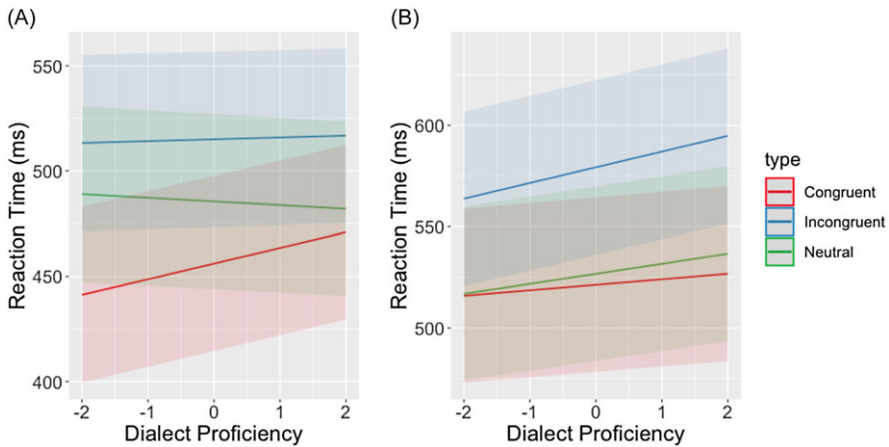 (A)
(B)
Reaction Time (ms)
550
500
450
400
-2 -1 0 1 2
Dialect Proficiency
Reaction Time (ms)
600
550
500
-2 -1 0 1 2
Dialect Proficiency
type
Congruent
Incongruent
Neutral